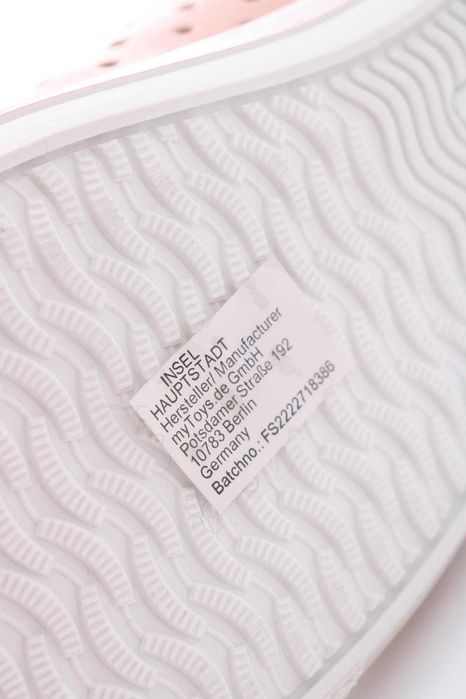 INSEL
HAUPTSTADT
Hersteller/ Manufacturer
myToys.de GmbH
Potsdamer Straße 192
10783 Berlin
Germany
Batchno.: FS2222718386